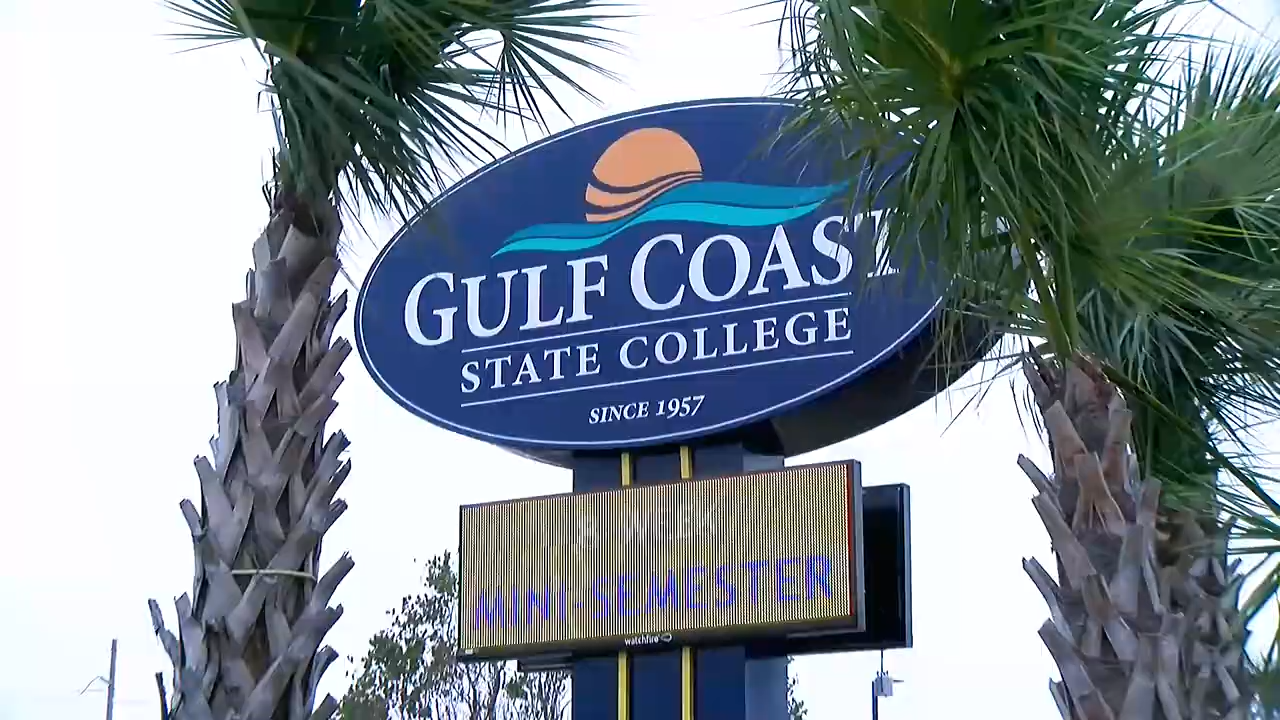 GULF COAST
STATE COLLEGE
SINCE 1957
MINI-SEMESTER
watchfire